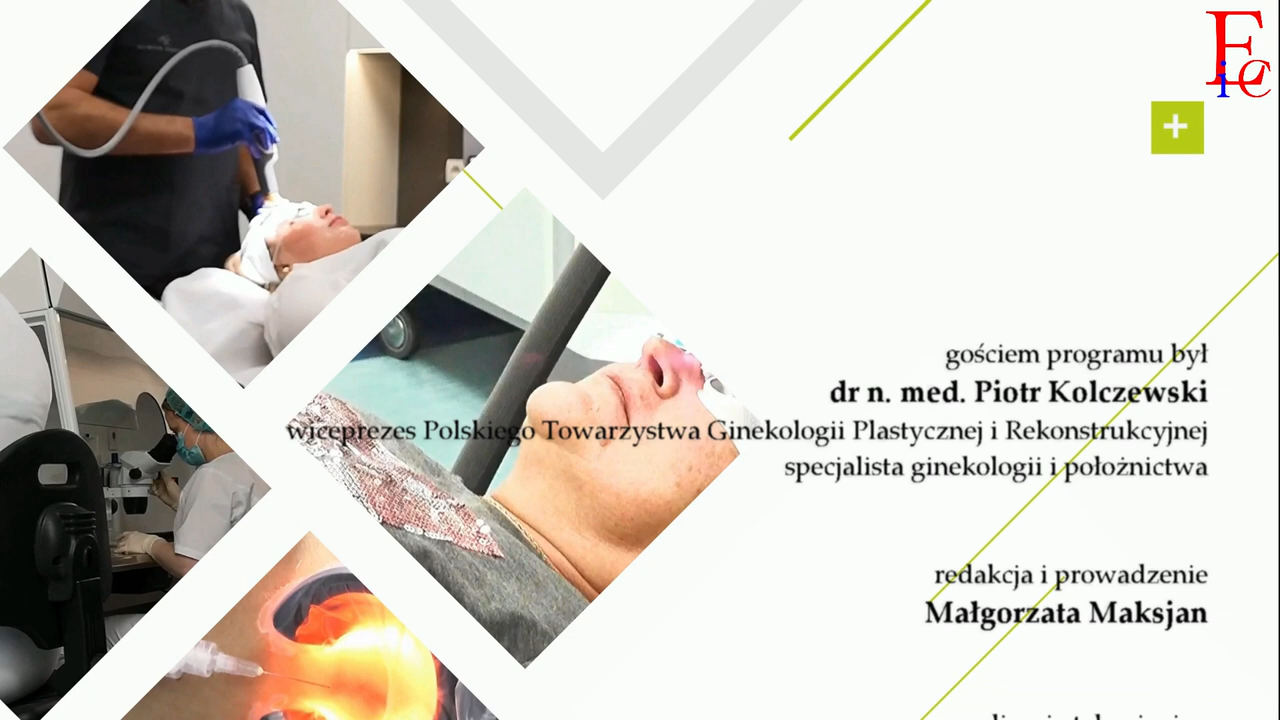 EiC
+
gościem programu był
dr n. med. Piotr Kolczewski
wiceprezes Polskiego Towarzystwa Ginekologii Plastycznej i Rekonstrukcyjnej
specjalista ginekologii i położnictwa
redakcja i prowadzenie
Małgorzata Maksjan